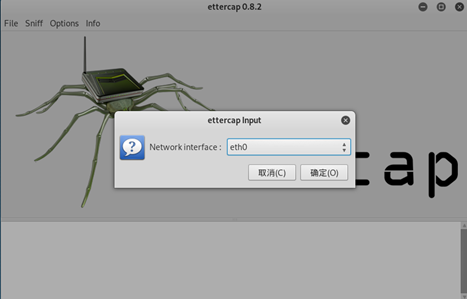 ettercap 0.8.2
File Sniff Options Info
ettercap Input
Network interface : eth0
取消(C) 确定(O)
cap